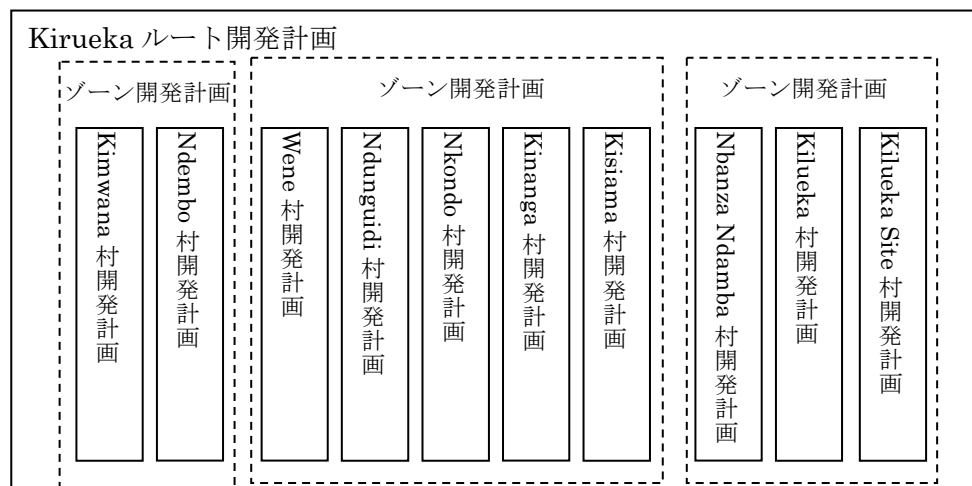 Kirueka ルート開発計画
ゾーン開発計画
Kimwana 村開発計画
Ndembo 村開発計画
ゾーン開発計画
Wene 村開発計画
Ndunguidi 村開発計画
Nkondo 村開発計画
Kinanga 村開発計画
Kisiama 村開発計画
ゾーン開発計画
Nbanza Ndamba 村開発計画
Kilueka 村開発計画
Kilueka Site 村開発計画